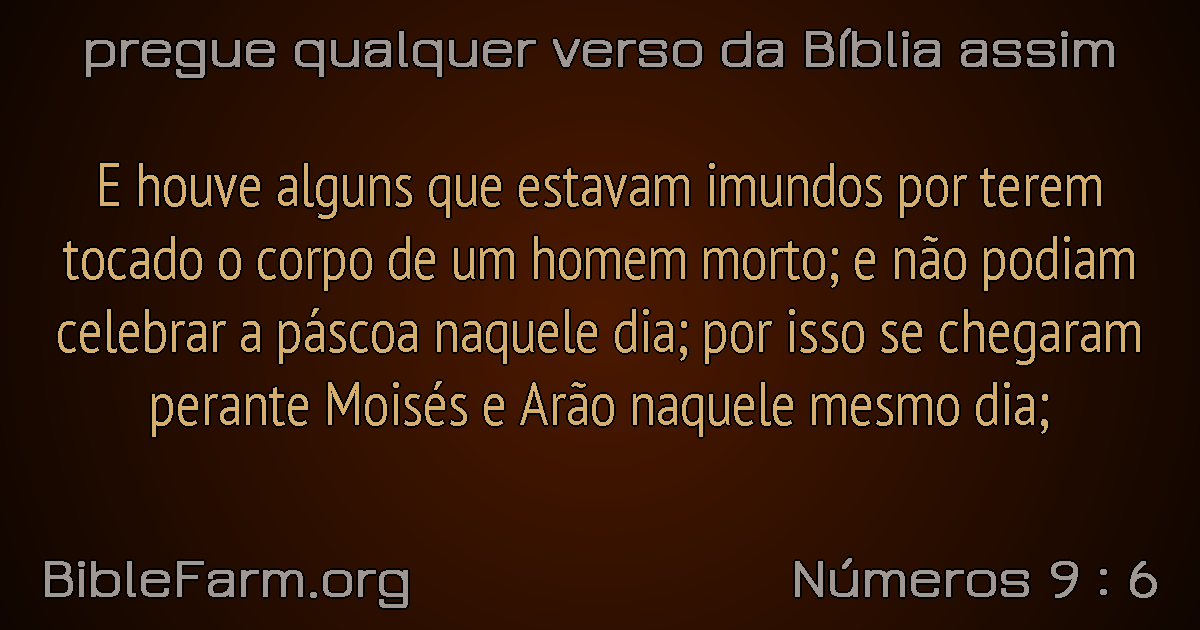 pregue qualquer verso da Bíblia assim
E houve alguns que estavam imundos por terem
tocado o corpo de um homem morto; e não podiam
celebrar a páscoa naquele dia; por isso se chegaram
perante Moisés e Arão naquele mesmo dia;
BibleFarm.org
Números 9 : 6